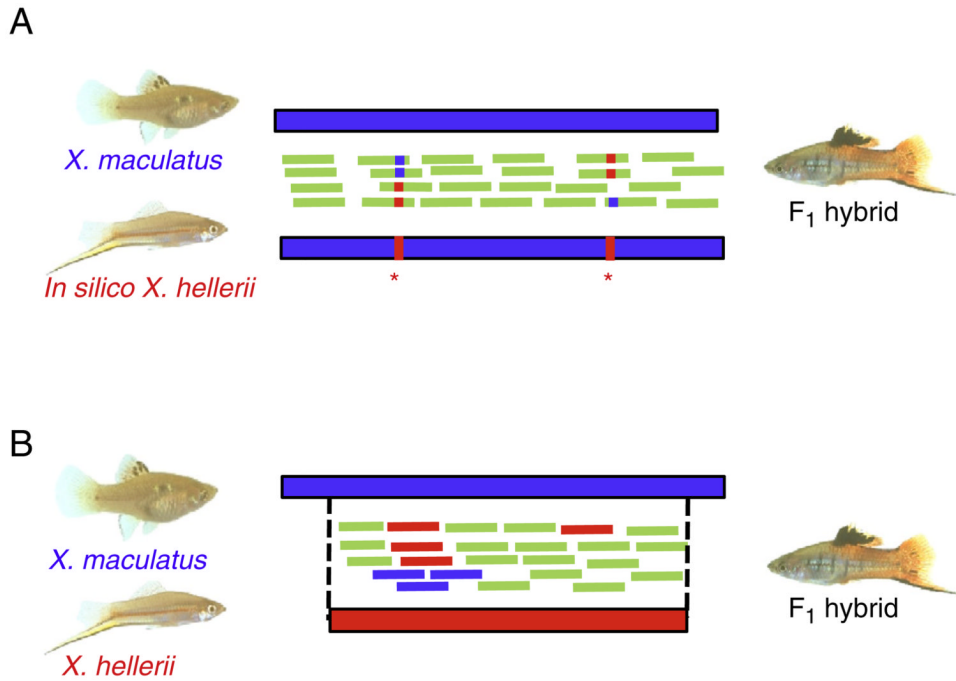 A
X. maculatus
F₁ hybrid
In silico X. hellerii
*
*
B
X. maculatus
F₁ hybrid
X. hellerii